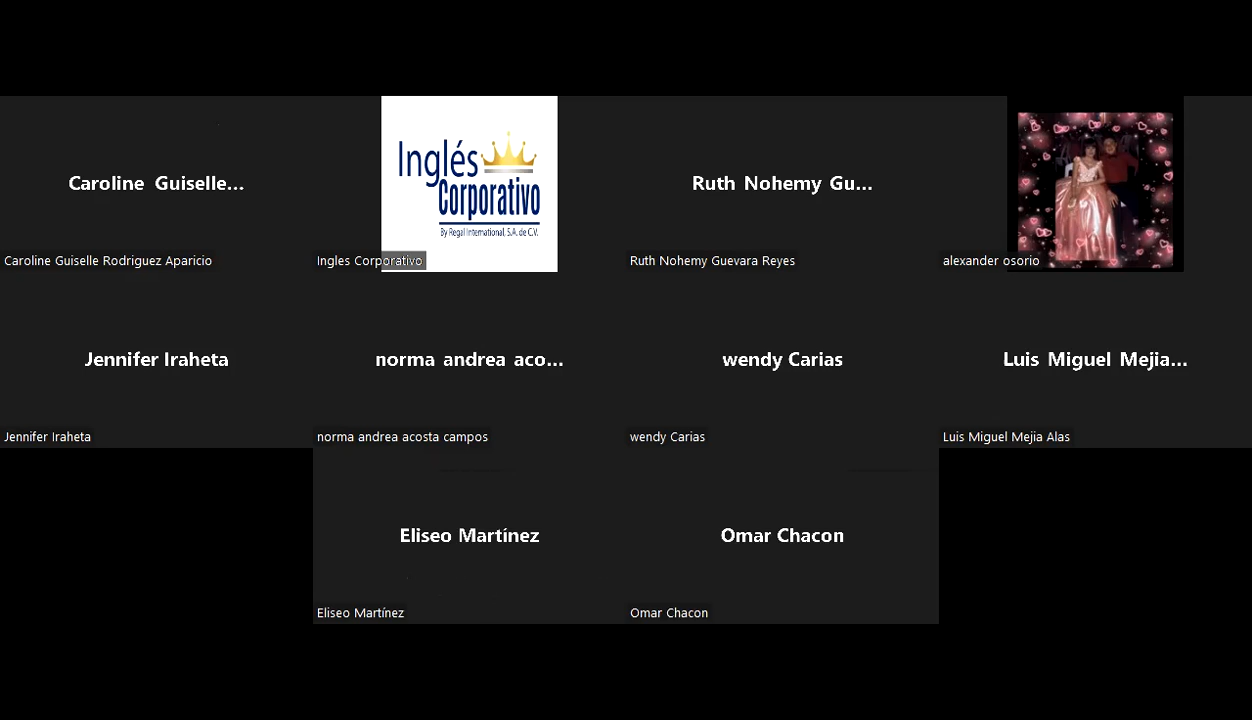 Caroline Guiselle...
Caroline Guiselle Rodriguez Aparicio
Inglés
Corporativo
By Regal International, S.A. de C.V.
Ingles Corporativo
Ruth Nohemy Gu...
Ruth Nohemy Guevara Reyes
alexander osorio
Jennifer Iraheta
Jennifer Iraheta
norma andrea aco...
norma andrea acosta campos
wendy Carias
wendy Carias
Luis Miguel Mejia...
Luis Miguel Mejia Alas
Eliseo Martínez
Eliseo Martínez
Omar Chacon
Omar Chacon